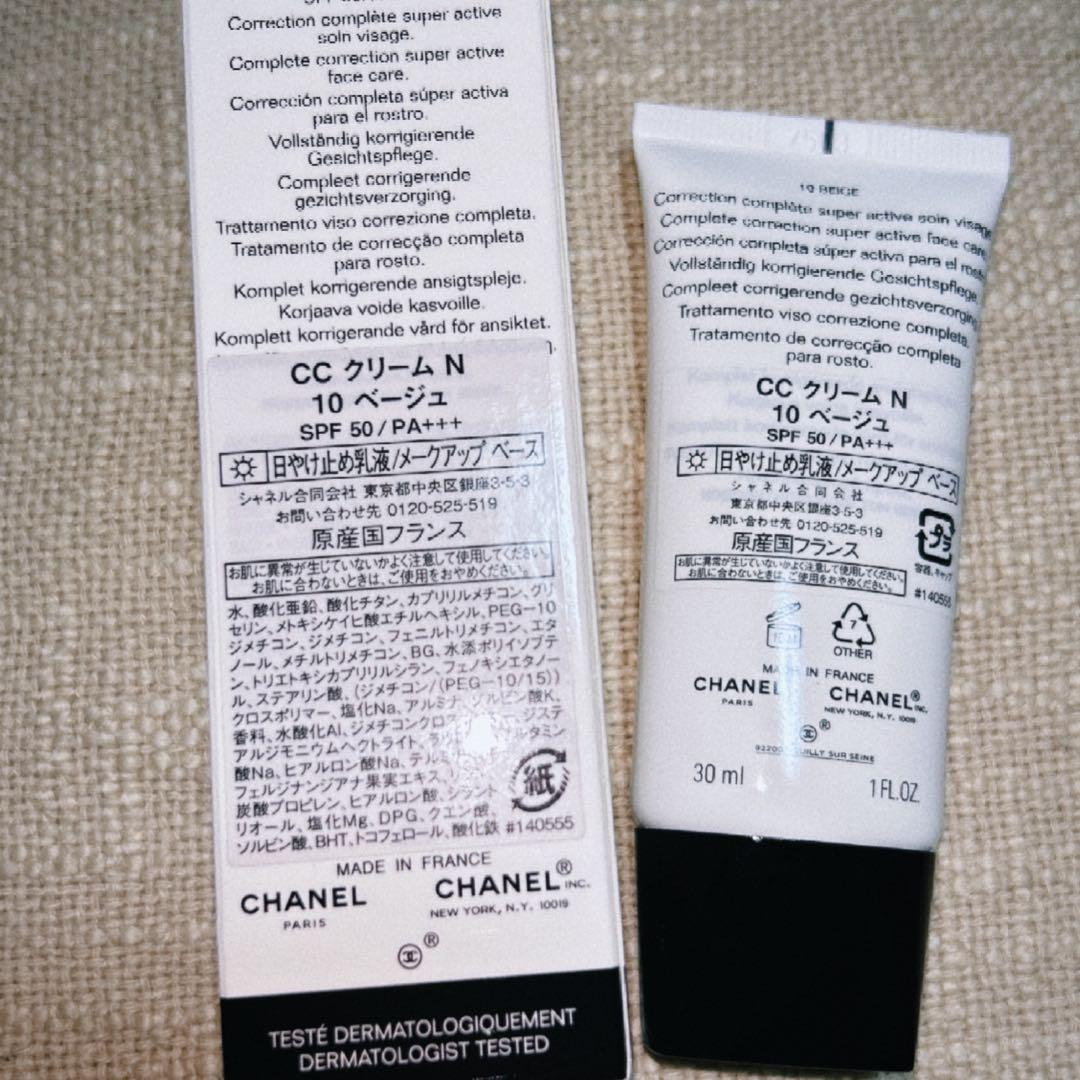 Correction complète super active
soin visage.
Complete correction super active
face care.
Corrección completa súper activa
para el rostro.
Vollständig korrigierende
Gesichtspflege.
Compleet corrigerende
gezichtsverzorging.
Trattamento viso correzione completa.
Tratamento de correcção completa
para rosto.
Komplet korrigerende ansigtspleje.
Korjaava voide kasvoille.
Komplett korrigerande vård för ansiktet.
CC クリーム N
10 ベージュ
SPF 50/PA+++
日やけ止め乳液/メークアップ ベース
シャネル合同会社 東京都中央区銀座3-5-3
お問い合わせ先 0120-525-519
原産国フランス
お肌に異常が生じていないかよく注意して使用してください。
お肌に合わないときは、ご使用をおやめください。
水、酸化亜鉛、酸化チタン、カプリリルメチコン、グリ
セリン、メトキシケイヒ酸エチルヘキシル、PEG-10
ジメチコン、ジメチコン、フェニルトリメチコン、エタ
ノール、メチルトリメチコン、BG、水添ポリイソブテ
ン、トリエトキシカプリリルシラン、フェノキシエタノー
ル、ステアリン酸、(ジメチコン/(PEG-10/15))
クロスポリマー、塩化Na、アルミナ、ソルビン酸K、
香料、水酸化Al、ジメチコンクロス ジステ
アルジモニウムヘクトライト、 ルタミン
酸Na、ヒアルロン酸Na、テルミ
フェルジナンジアナ果実エキス、
炭酸プロピレン、ヒアルロン酸、シラント
リオール、塩化Mg、DPG、クエン酸、
ソルビン酸、BHT、トコフェロール、酸化鉄 #140555
紙
MADE IN FRANCE
CHANEL CHANEL® INC.
PARIS NEW YORK, N.Y. 10019
®
TESTÉ DERMATOLOGIQUEMENT
DERMATOLOGIST TESTED
10 BEIGE
Correction complète super active soin visage.
Complete correction super active face care.
Corrección completa súper activa para el rostro
Vollständig korrigierende Gesichtspflege.
Compleet corrigerende gezichtsverzorging
Trattamento viso correzione completa.
Tratamento de correcção completa
para rosto.
CC クリーム N
10 ベージュ
SPF 50/PA+++
日やけ止め乳液/メークアップ ベース
シャネル合同会社
東京都中央区銀座3-5-3
お問い合わせ先 0120-525-519
原産国フランス
プラ
容器、キャップ
お肌に異常が生じていないかよく注意して使用してください。
お肌に合わないときは、ご使用をおやめください。
#140555
7
OTHER
MADE IN FRANCE
CHANEL CHANEL® INC.
PARIS NEW YORK, N.Y. 10019
®
92200 SUR SEINE
30 ml 1 FL.OZ.